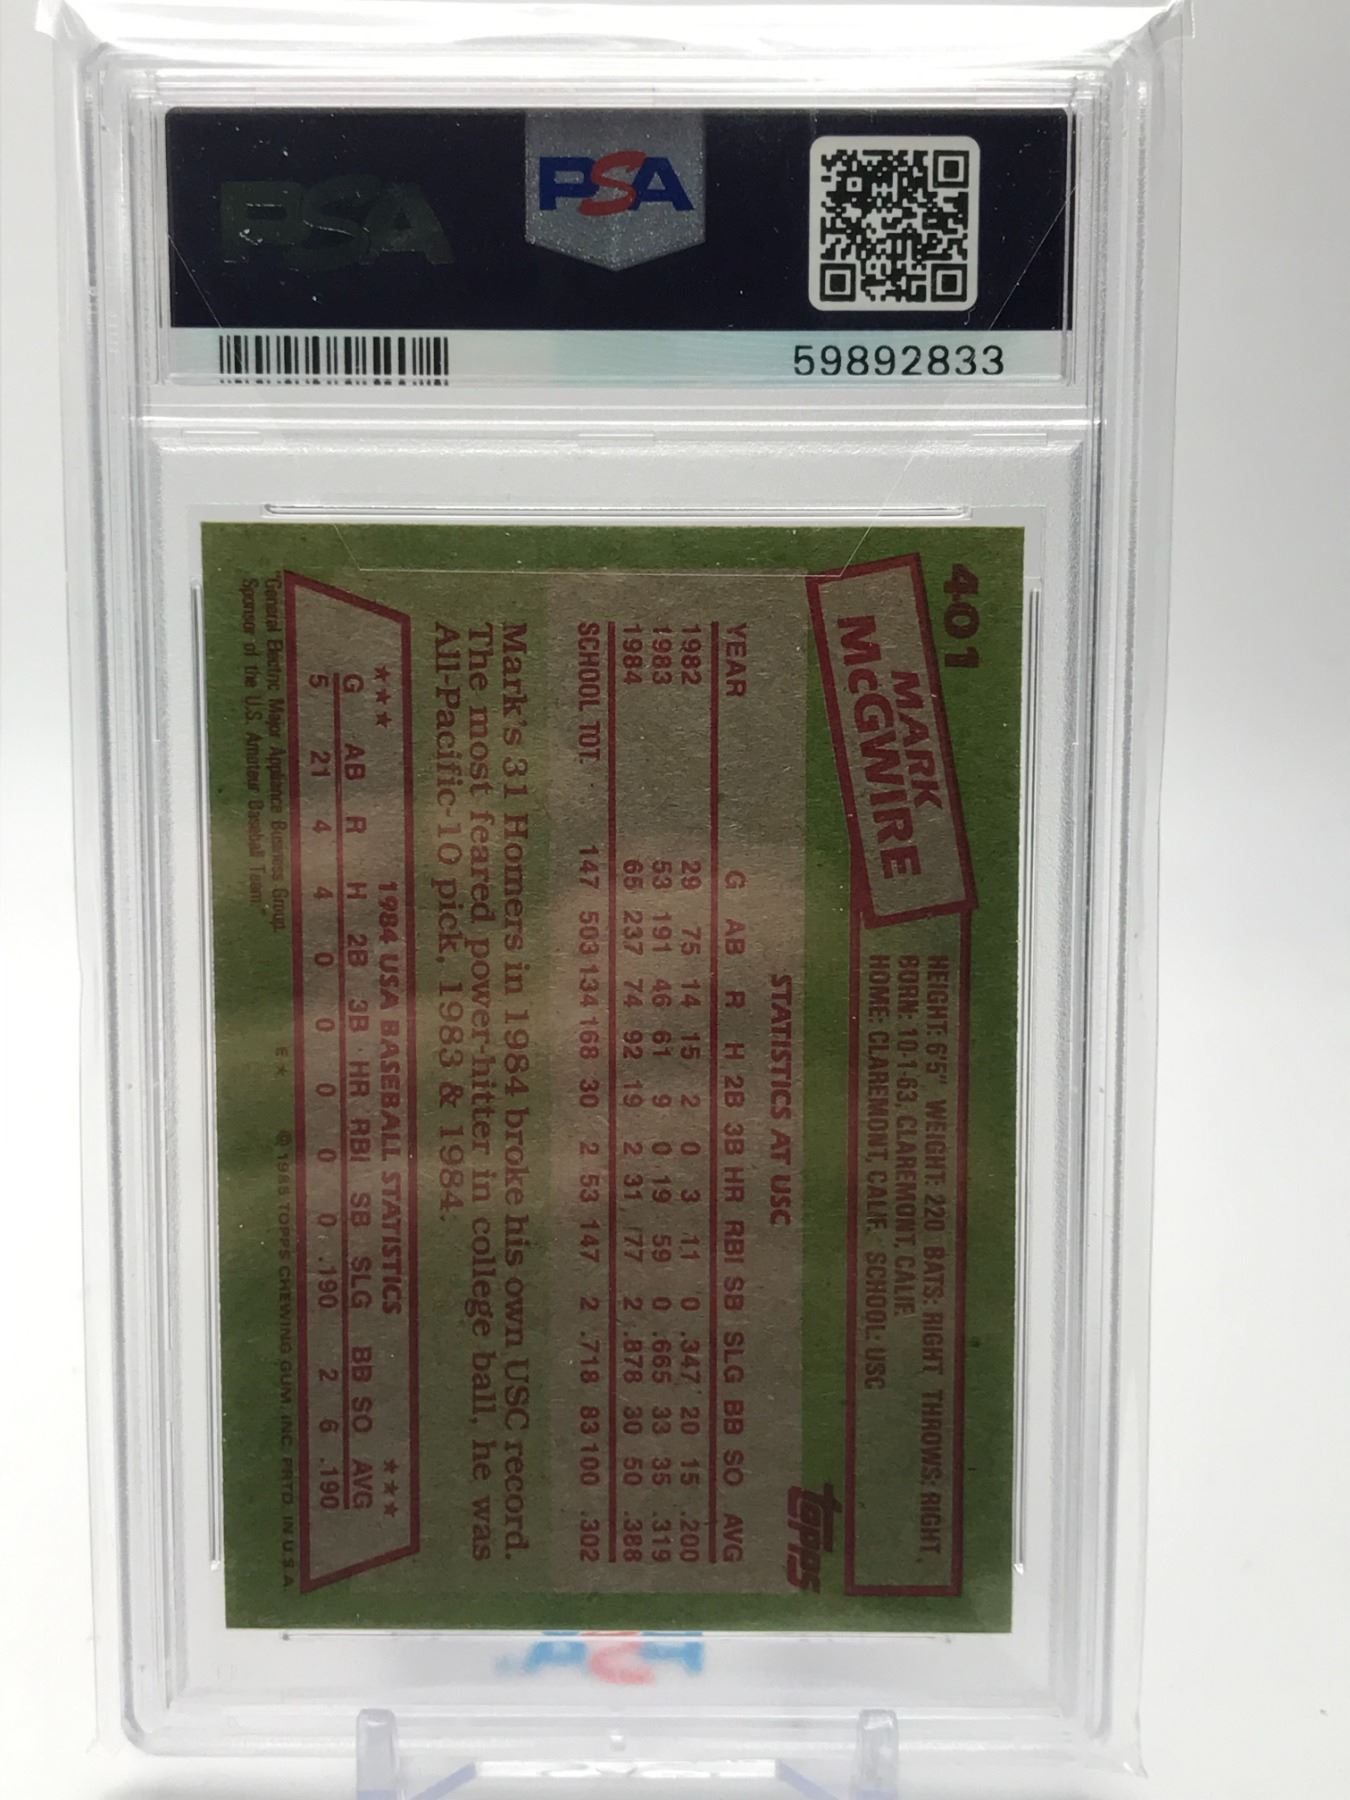 PSA
PSA
59892833
401
MARK
McGWIRE
HEIGHT: 6'5" WEIGHT: 220 BATS: RIGHT THROWS: RIGHT
BORN: 10-1-63, CLAREMONT, CALIF.
HOME: CLAREMONT, CALIF. SCHOOL: USC
topps
STATISTICS AT USC
YEAR G AB R H 2B 3B HR RBI SB SLG BB SO AVG
1982 29 75 14 15 2 0 3 11 0 .347 20 15 .200
1983 53 191 46 61 9 0 19 59 0 .665 33 35 .319
1984 65 237 74 92 19 2 31 77 2 .878 30 50 .388
SCHOOL TOT. 147 503 134 168 30 2 53 147 2 .718 83 100 .302
Mark's 31 Homers in 1984 broke his own USC record.
The most feared power-hitter in college ball, he was
All-Pacific-10 pick, 1983 & 1984.
★★★ 1984 USA BASEBALL STATISTICS ★★★
G AB R H 2B 3B HR RBI SB SLG BB SO AVG
5 21 4 4 0 0 0 0 0 .190 2 6 .190
"General Electric Major Appliance Business Group,
Sponsor of the U.S. Amateur Baseball Team."
E★ © 1985 TOPPS CHEWING GUM, INC. PRTD. IN U.S.A.
PSA